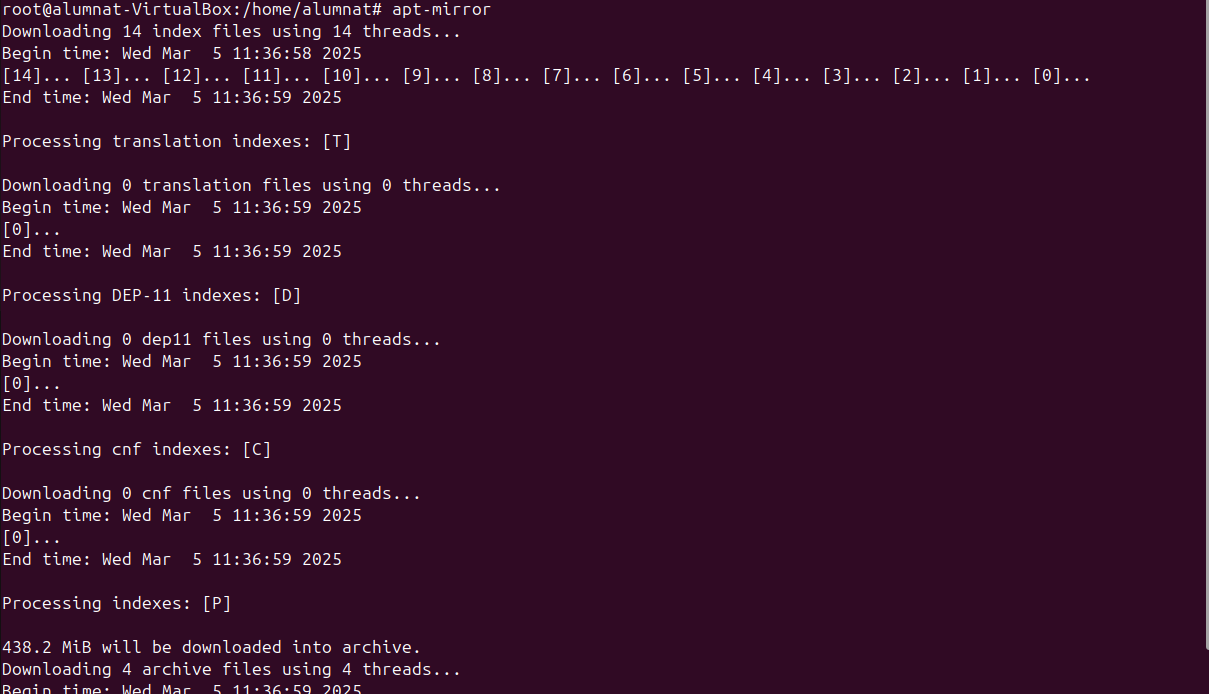 root@alumnat-VirtualBox:/home/alumnat# apt-mirror
Downloading 14 index files using 14 threads...
Begin time: Wed Mar  5 11:36:58 2025
[14]... [13]... [12]... [11]... [10]... [9]... [8]... [7]... [6]... [5]... [4]... [3]... [2]... [1]... [0]...
End time: Wed Mar  5 11:36:59 2025

Processing translation indexes: [T]

Downloading 0 translation files using 0 threads...
Begin time: Wed Mar  5 11:36:59 2025
[0]...
End time: Wed Mar  5 11:36:59 2025

Processing DEP-11 indexes: [D]

Downloading 0 dep11 files using 0 threads...
Begin time: Wed Mar  5 11:36:59 2025
[0]...
End time: Wed Mar  5 11:36:59 2025

Processing cnf indexes: [C]

Downloading 0 cnf files using 0 threads...
Begin time: Wed Mar  5 11:36:59 2025
[0]...
End time: Wed Mar  5 11:36:59 2025

Processing indexes: [P]

438.2 MiB will be downloaded into archive.
Downloading 4 archive files using 4 threads...
Begin time: Wed Mar  5 11:36:59 2025